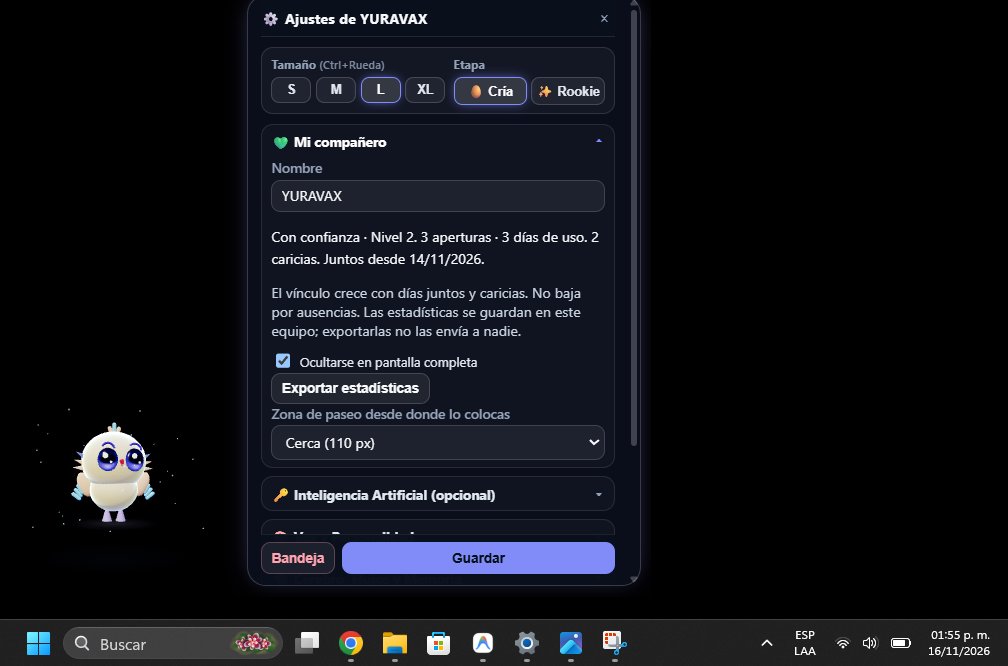 Ajustes de YURAVAX
×
Tamaño (Ctrl+Rueda)
Etapa
S
M
L
XL
Cría
Rookie
Mi compañero
Nombre
YURAVAX
Con confianza · Nivel 2. 3 aperturas · 3 días de uso. 2
caricias. Juntos desde 14/11/2026.
El vínculo crece con días juntos y caricias. No baja
por ausencias. Las estadísticas se guardan en este
equipo; exportarlas no las envía a nadie.
Ocultarse en pantalla completa
Exportar estadísticas
Zona de paseo desde donde lo colocas
Cerca (110 px)
Inteligencia Artificial (opcional)
Bandeja
Guardar
Buscar
ESP
LAA
01:55 p. m.
16/11/2026